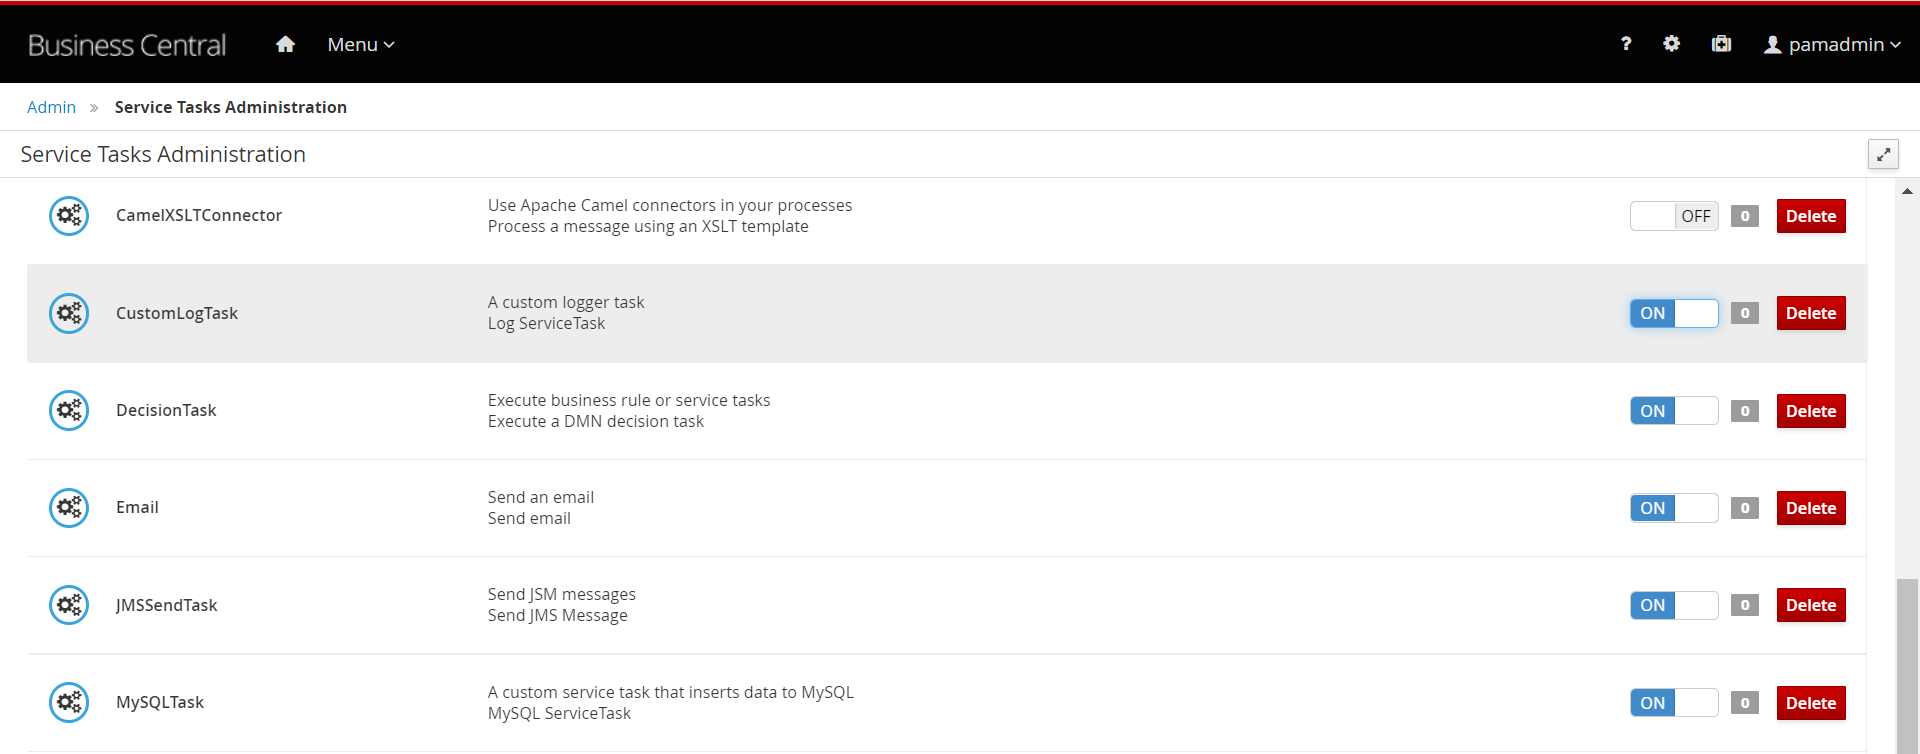 Business Central Menu ? pamadmin
Admin » Service Tasks Administration
Service Tasks Administration
CamelXSLTConnector
Use Apache Camel connectors in your processes
Process a message using an XSLT template
OFF 0 Delete
CustomLogTask
A custom logger task
Log ServiceTask
ON 0 Delete
DecisionTask
Execute business rule or service tasks
Execute a DMN decision task
ON 0 Delete
Email
Send an email
Send email
ON 0 Delete
JMSSendTask
Send JSM messages
Send JMS Message
ON 0 Delete
MySQLTask
A custom service task that inserts data to MySQL
MySQL ServiceTask
ON 0 Delete